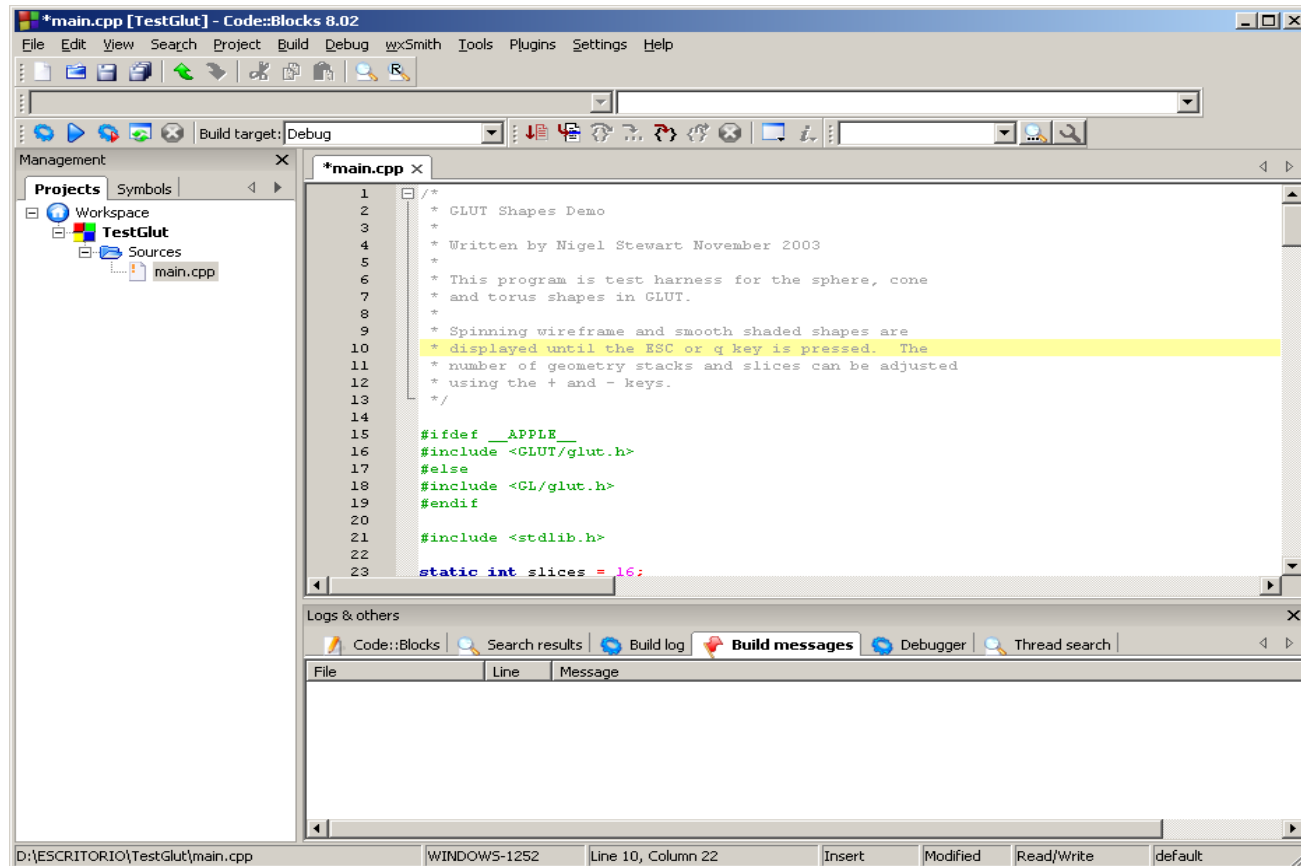 *main.cpp [TestGlut] - Code::Blocks 8.02
File Edit View Search Project Build Debug wxSmith Tools Plugins Settings Help
Build target: Debug
Management
Projects Symbols
Workspace
TestGlut
Sources
main.cpp
*main.cpp
1 /*
2 * GLUT Shapes Demo
3 *
4 * Written by Nigel Stewart November 2003
5 *
6 * This program is test harness for the sphere, cone
7 * and torus shapes in GLUT.
8 *
9 * Spinning wireframe and smooth shaded shapes are
10 * displayed until the ESC or q key is pressed.  The
11 * number of geometry stacks and slices can be adjusted
12 * using the + and - keys.
13 */
14
15 #ifdef __APPLE__
16 #include <GLUT/glut.h>
17 #else
18 #include <GL/glut.h>
19 #endif
20
21 #include <stdlib.h>
22
23 static int slices = 16;
Logs & others
Code::Blocks Search results Build log Build messages Debugger Thread search
File Line Message
D:\ESCRITORIO\TestGlut\main.cpp WINDOWS-1252 Line 10, Column 22 Insert Modified Read/Write default